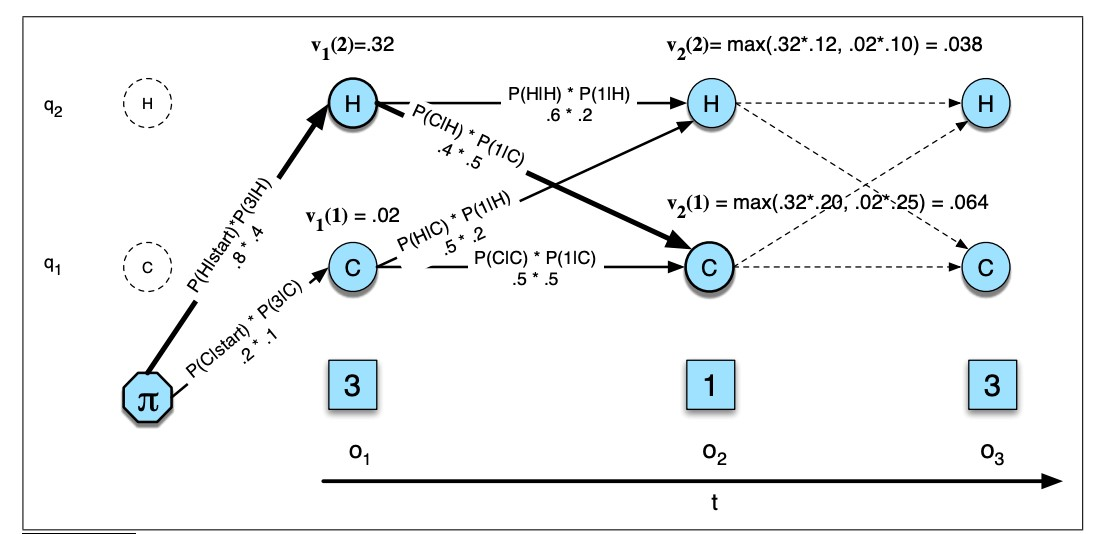 v1(2)=.32
v2(2)= max(.32*.12, .02*.10) = .038
q2
H
H
P(H|H) * P(1|H)
.6 * .2
H
H
P(C|H) * P(1|C)
.4 * .5
P(H|start)*P(3|H)
.8 * .4
v1(1) = .02
P(H|C) * P(1|H)
.5 * .2
v2(1) = max(.32*.20, .02*.25) = .064
q1
C
C
P(C|C) * P(1|C)
.5 * .5
C
C
P(C|start) * P(3|C)
.2 * .1
π
3
1
3
o1
o2
o3
t